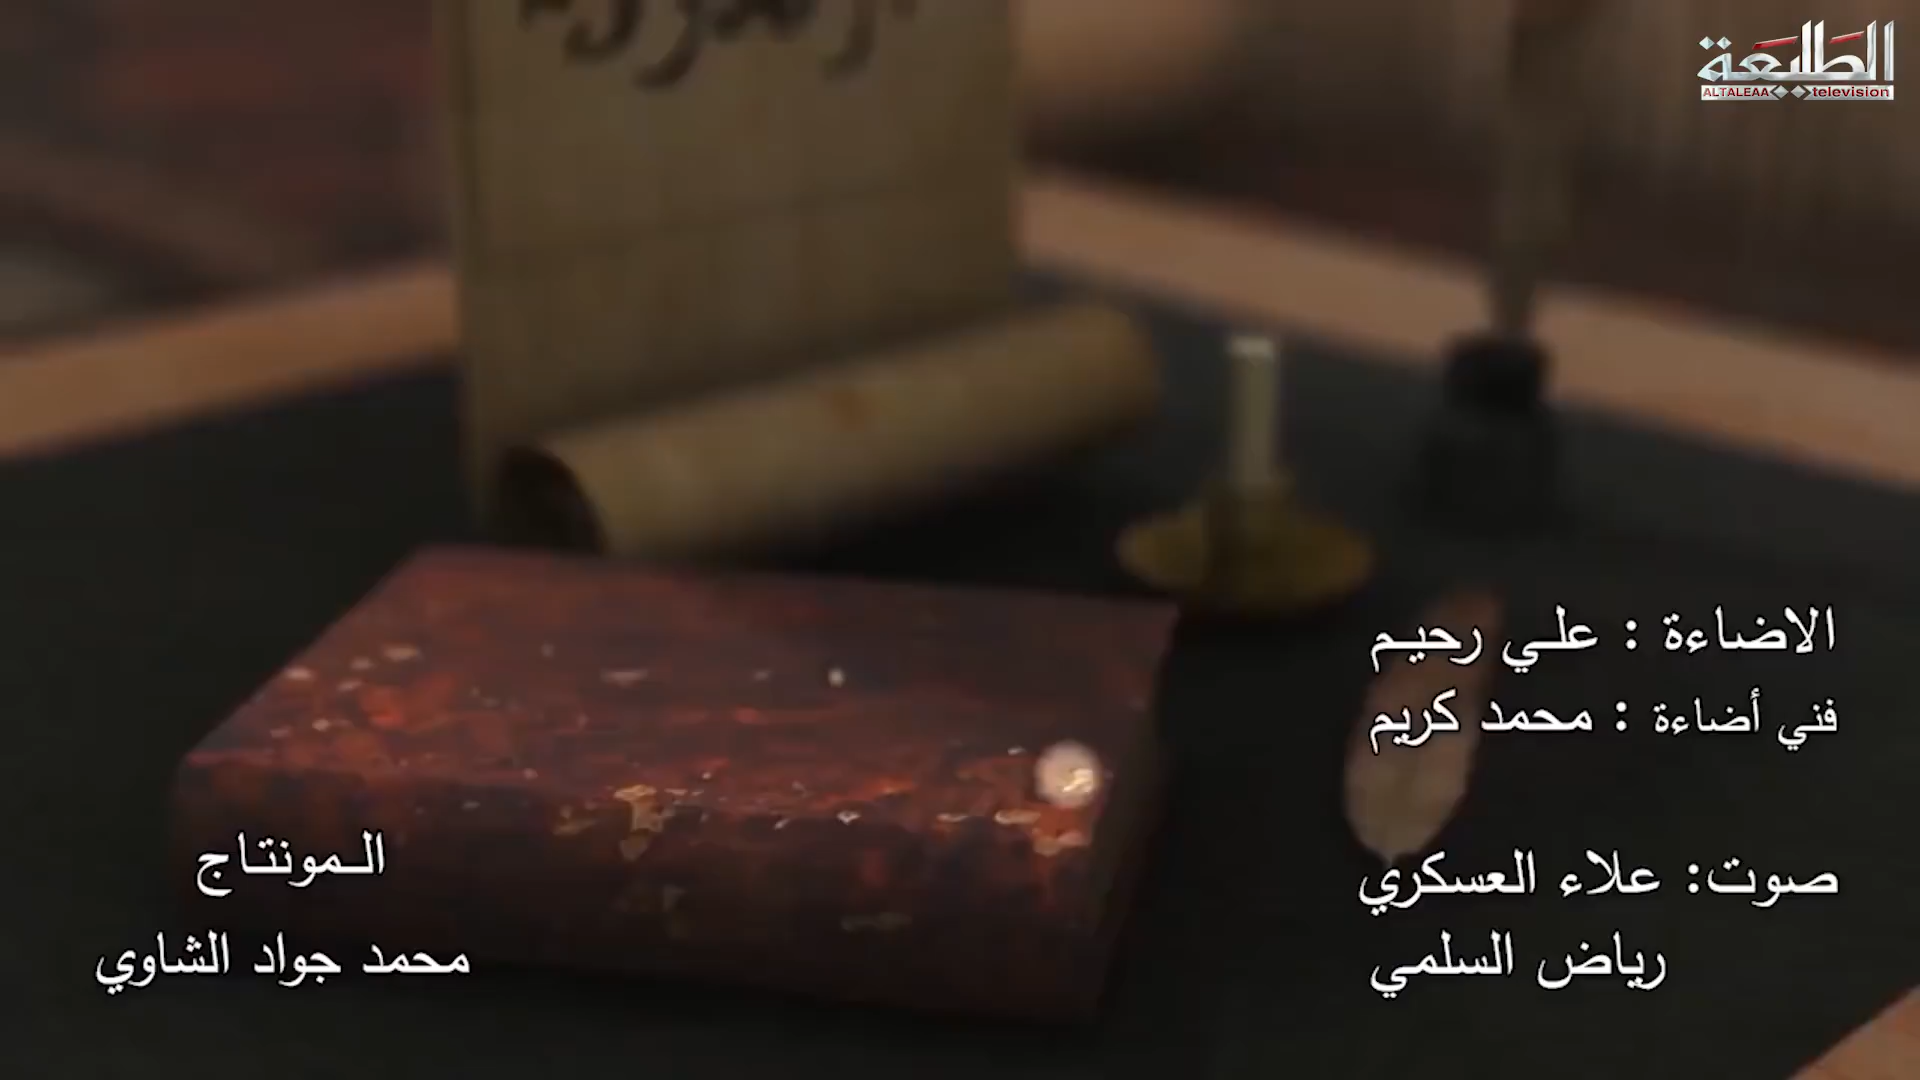 الطليعة
ALTALEAA television
الاضاءة : علي رحيم
فني أضاءة : محمد كريم
صوت: علاء العسكري
رياض السلمي
المونتاج
محمد جواد الشاوي